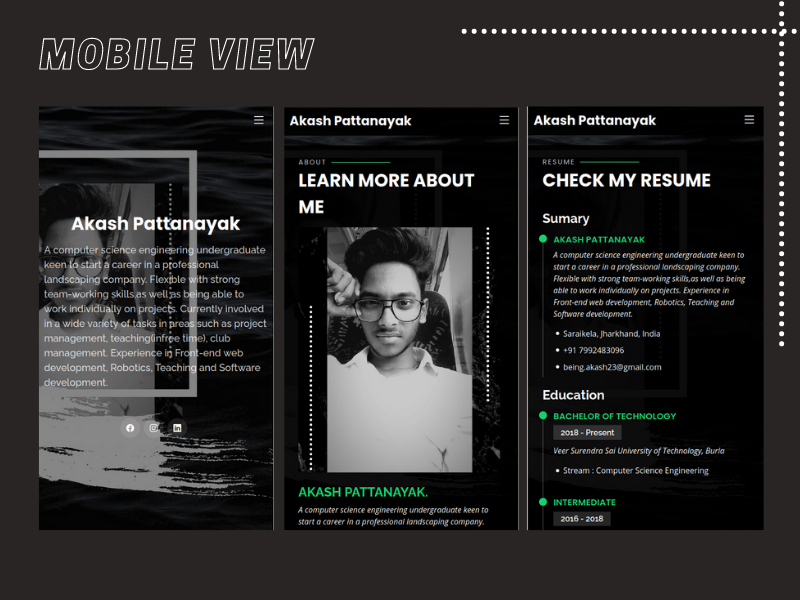 MOBILE VIEW
Akash Pattanayak
A computer science engineering undergraduate
keen to start a career in a professional
landscaping company. Flexible with strong
team-working skills,as well as being able to
work individually on projects. Currently involved
in a wide variety of tasks in areas such as project
management, teaching(infree time), club
management. Experience in Front-end web
development, Robotics, Teaching and Software
development.
Akash Pattanayak
ABOUT
LEARN MORE ABOUT
ME
AKASH PATTANAYAK.
A computer science engineering undergraduate keen to
start a career in a professional landscaping company.
Akash Pattanayak
RESUME
CHECK MY RESUME
Sumary
AKASH PATTANAYAK
A computer science engineering undergraduate keen to
start a career in a professional landscaping company.
Flexible with strong team-working skills,as well as being
able to work individually on projects. Experience in
Front-end web development, Robotics, Teaching and
Software development.
Saraikela, Jharkhand, India
+91 7992483096
being.akash23@gmail.com
Education
BACHELOR OF TECHNOLOGY
2018 - Present
Veer Surendra Sai University of Technology, Burla
Stream : Computer Science Engineering
INTERMEDIATE
2016 - 2018